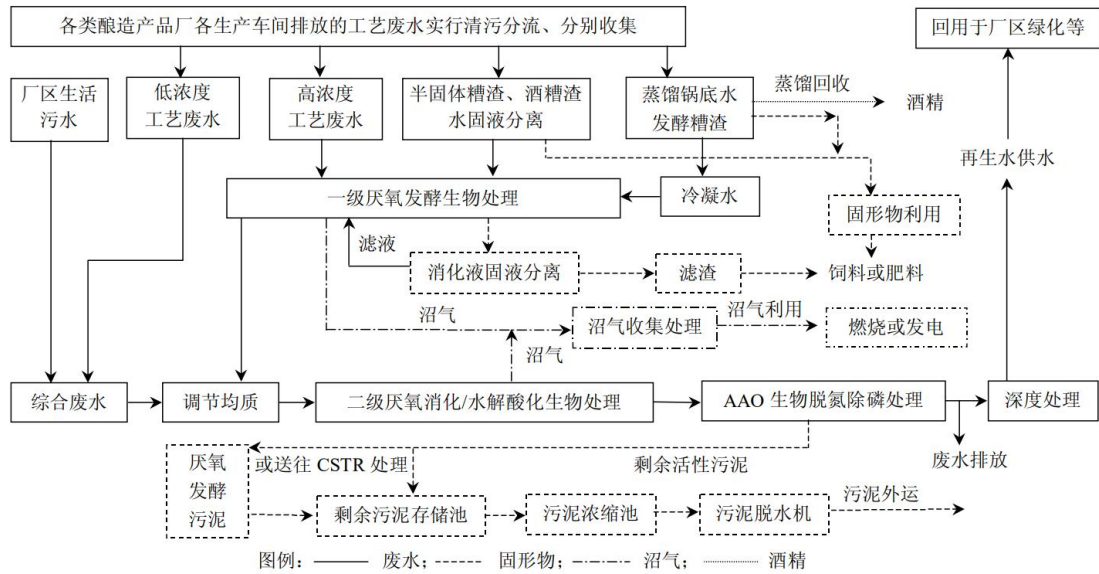 各类酿造产品厂各生产车间排放的工艺废水实行清污分流、分别收集
回用于厂区绿化等
厂区生活
污水
低浓度
工艺废水
高浓度
工艺废水
半固体糟渣、酒糟渣
水固液分离
蒸馏锅底水
发酵糟渣
蒸馏回收
酒精
再生水供水
一级厌氧发酵生物处理
冷凝水
固形物利用
滤液
消化液固液分离
滤渣
饲料或肥料
沼气
沼气收集处理
沼气利用
燃烧或发电
沼气
综合废水
调节均质
二级厌氧消化/水解酸化生物处理
AAO 生物脱氮除磷处理
深度处理
厌氧
发酵
污泥
或送往 CSTR 处理
剩余活性污泥
废水排放
剩余污泥存储池
污泥浓缩池
污泥脱水机
污泥外运
图例：废水；固形物；沼气；酒精